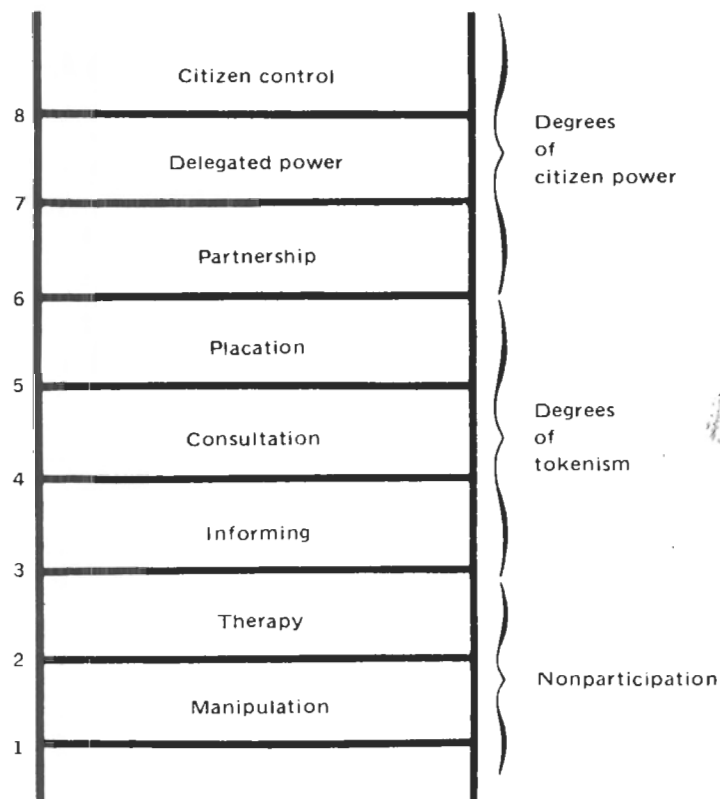 Citizen control
8
Delegated power
7
Partnership
6
Placation
5
Consultation
4
Informing
3
Therapy
2
Manipulation
1
Degrees
of
citizen power
Degrees
of
tokenism
Nonparticipation